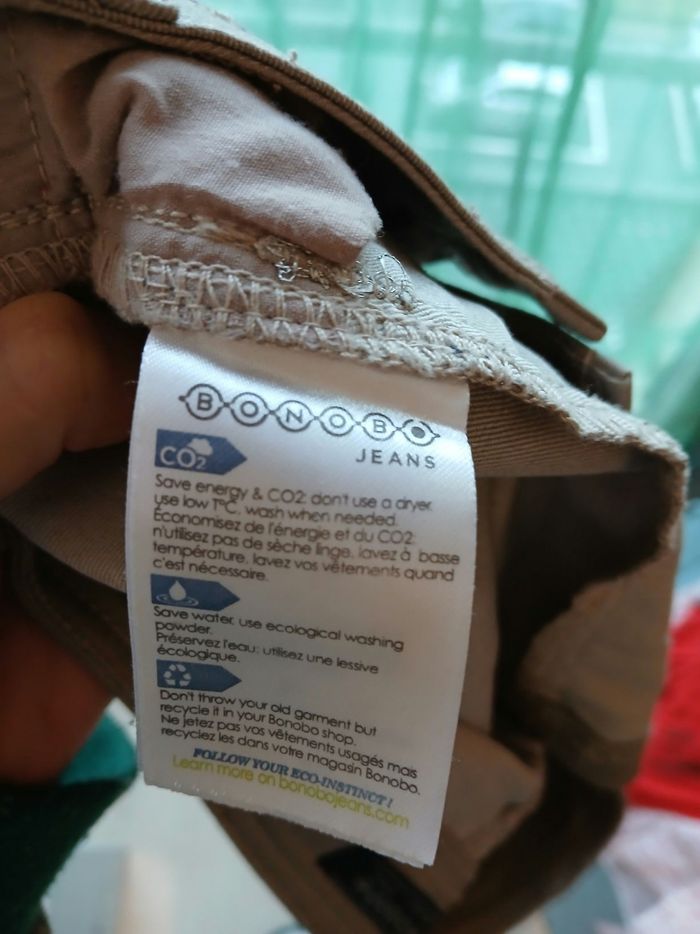 BONOBO
JEANS
CO2
Save energy & CO2: don't use a dryer,
use low T°C, wash when needed.
Économisez de l'énergie et du CO2:
n'utilisez pas de sèche linge, lavez à basse
température, lavez vos vêtements quand
c'est nécessaire.
Save water, use ecological washing
powder.
Préservez l'eau: utilisez une lessive
écologique.
Don't throw your old garment but
recycle it in your Bonobo shop.
Ne jetez pas vos vêtements usagés mais
recyclez les dans votre magasin Bonobo.
FOLLOW YOUR ECO-INSTINCT !
Learn more on bonobojeans.com